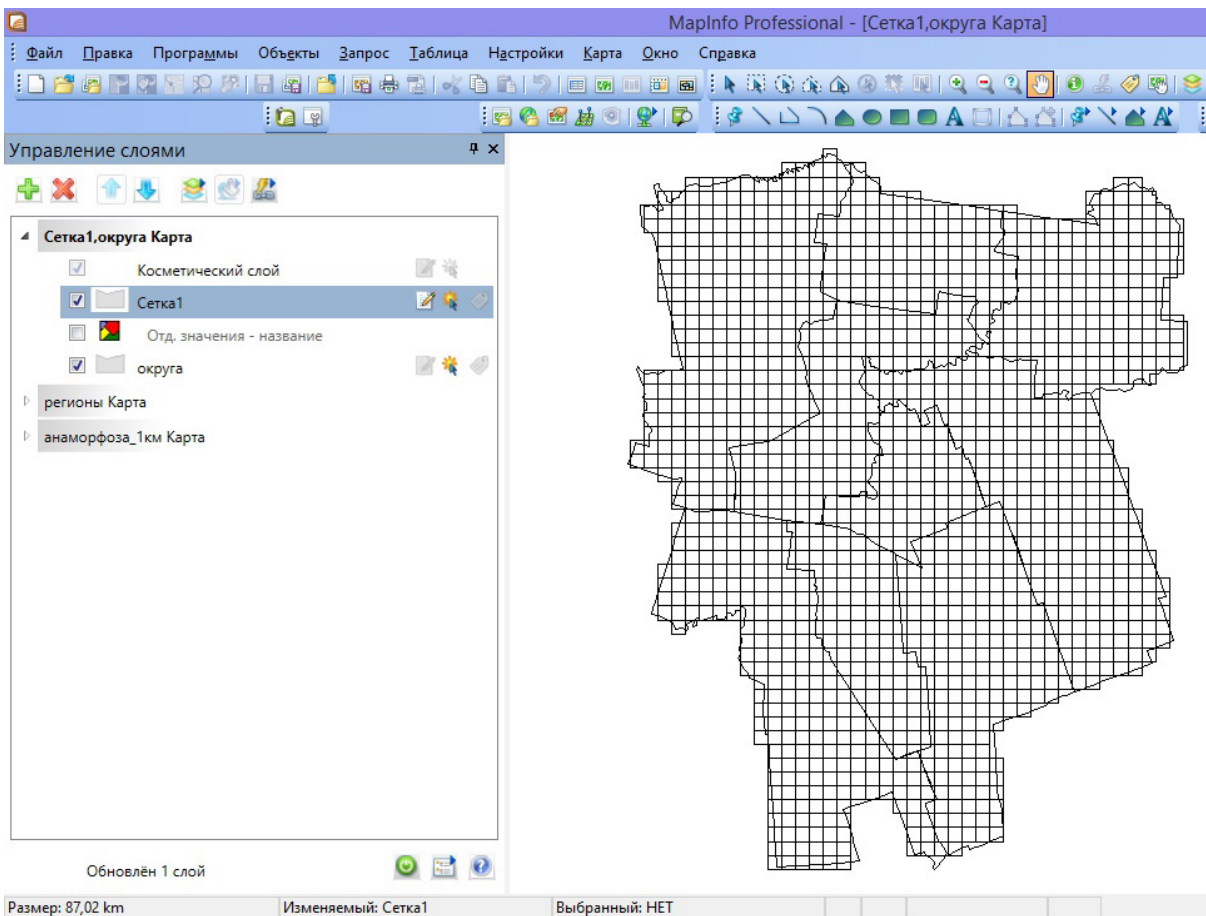 MapInfo Professional - [Сетка1,округа Карта]
Файл Правка Программы Объекты Запрос Таблица Настройки Карта Окно Справка
Управление слоями
Сетка1,округа Карта
Косметический слой
Сетка1
Отд. значения - название
округа
регионы Карта
анаморфоза_1км Карта
Обновлён 1 слой
Размер: 87,02 km Изменяемый: Сетка1 Выбранный: НЕТ